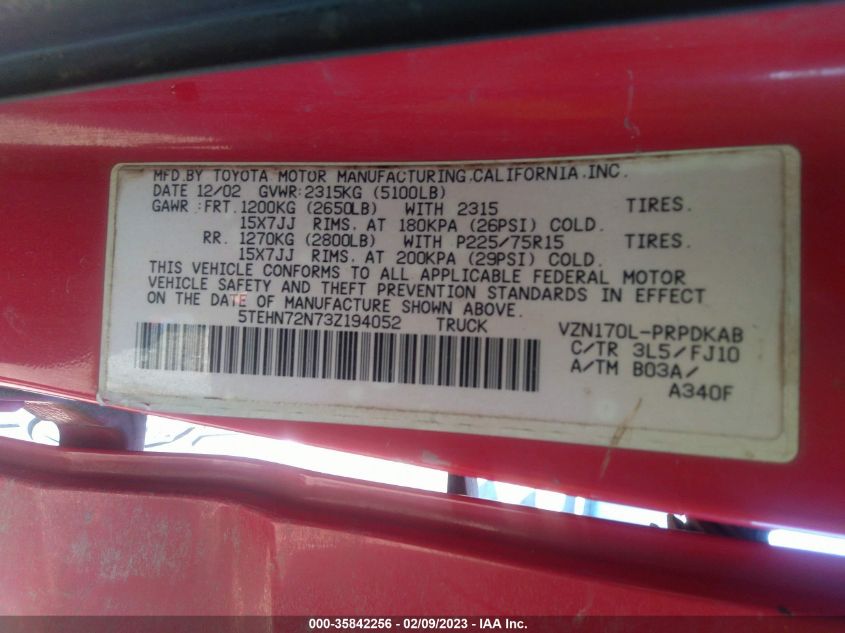 MFD.BY TOYOTA MOTOR MANUFACTURING.CALIFORNIA.INC.
DATE 12/02 GVWR:2315KG (5100LB)
GAWR:FRT.1200KG (2650LB) WITH 2315 TIRES.
15X7JJ RIMS. AT 180KPA (26PSI) COLD.
RR. 1270KG (2800LB) WITH P225/75R15 TIRES.
15X7JJ RIMS. AT 200KPA (29PSI) COLD.
THIS VEHICLE CONFORMS TO ALL APPLICABLE FEDERAL MOTOR
VEHICLE SAFETY AND THEFT PREVENTION STANDARDS IN EFFECT
ON THE DATE OF MANUFACTURE SHOWN ABOVE.
5TEHN72N73Z194052 TRUCK VZN170L-PRPDKAB
C/TR 3L5/FJ10
A/TM B03A/
A340F
000-35842256 - 02/09/2023 - IAA Inc.